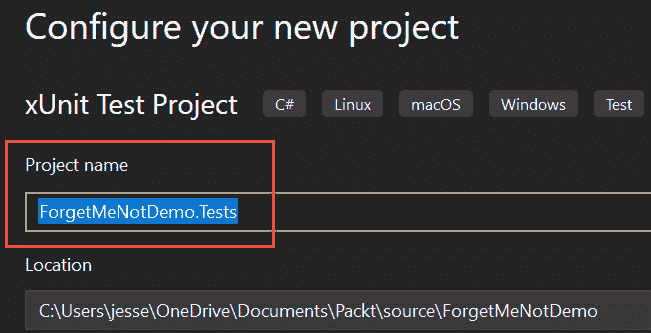 Configure your new project
xUnit Test Project C# Linux macOS Windows Test
Project name
ForgetMeNotDemo.Tests
Location
C:\Users\jesse\OneDrive\Documents\Packt\source\ForgetMeNotDemo